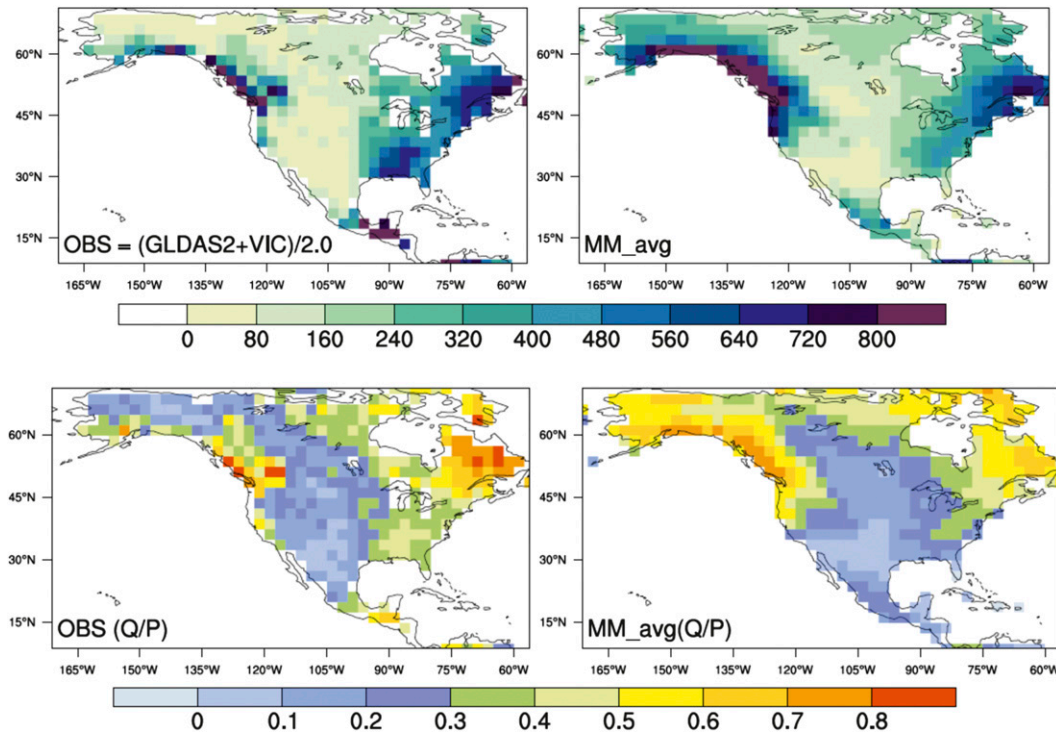 60°N
45°N
30°N
15°N
OBS = (GLDAS2+VIC)/2.0
165°W 150°W 135°W 120°W 105°W 90°W 75°W 60°W
60°N
45°N
30°N
15°N
MM_avg
165°W 150°W 135°W 120°W 105°W 90°W 75°W 60°W
0 80 160 240 320 400 480 560 640 720 800
60°N
45°N
30°N
15°N
OBS (Q/P)
165°W 150°W 135°W 120°W 105°W 90°W 75°W 60°W
60°N
45°N
30°N
15°N
MM_avg(Q/P)
165°W 150°W 135°W 120°W 105°W 90°W 75°W 60°W
0 0.1 0.2 0.3 0.4 0.5 0.6 0.7 0.8